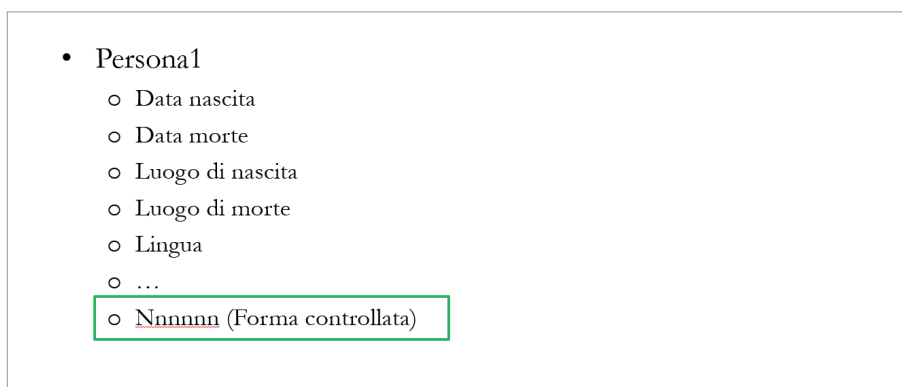 • Persona1
o Data nascita
o Data morte
o Luogo di nascita
o Luogo di morte
o Lingua
o …
o Nnnnnn (Forma controllata)